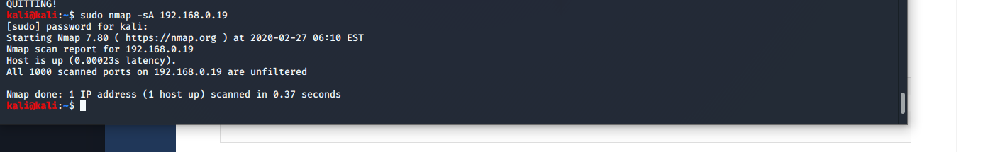 QUITTING!
kali@kali:~$ sudo nmap -sA 192.168.0.19
[sudo] password for kali:
Starting Nmap 7.80 ( https://nmap.org ) at 2020-02-27 06:10 EST
Nmap scan report for 192.168.0.19
Host is up (0.00023s latency).
All 1000 scanned ports on 192.168.0.19 are unfiltered
Nmap done: 1 IP address (1 host up) scanned in 0.37 seconds
kali@kali:~$